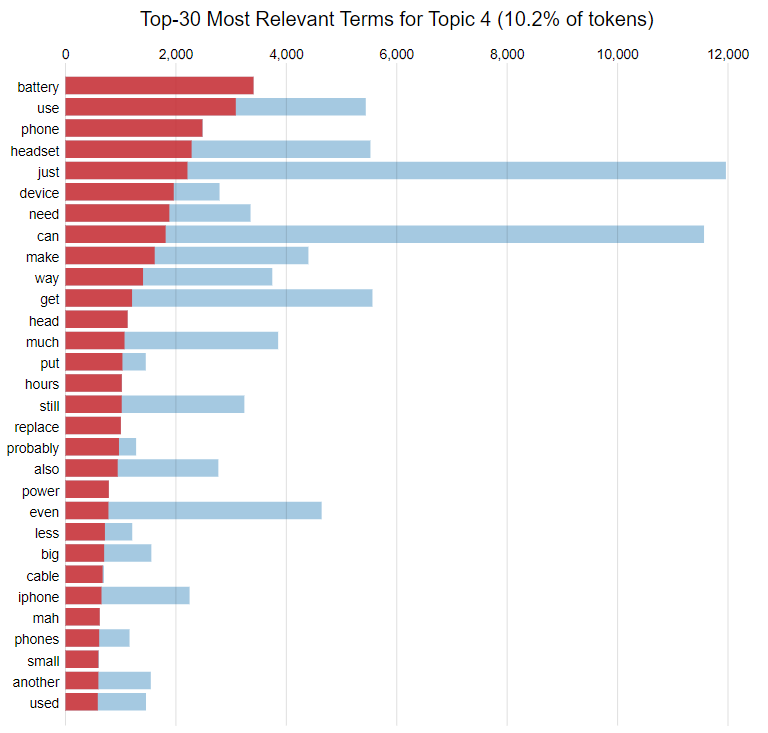 Top-30 Most Relevant Terms for Topic 4 (10.2% of tokens)
0 2,000 4,000 6,000 8,000 10,000 12,000
battery
use
phone
headset
just
device
need
can
make
way
get
head
much
put
hours
still
replace
probably
also
power
even
less
big
cable
iphone
mah
phones
small
another
used